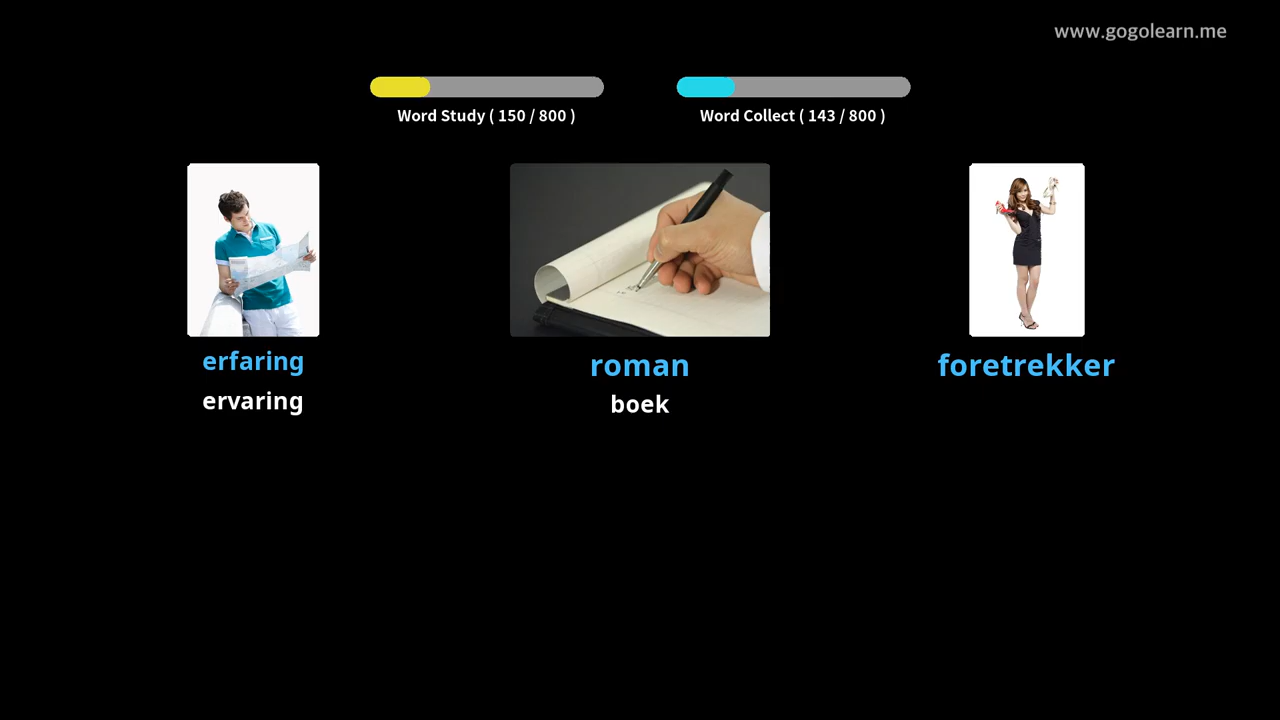 www.gogolearn.me
Word Study ( 150 / 800 )
Word Collect ( 143 / 800 )
erfaring
ervaring
roman
boek
foretrekker